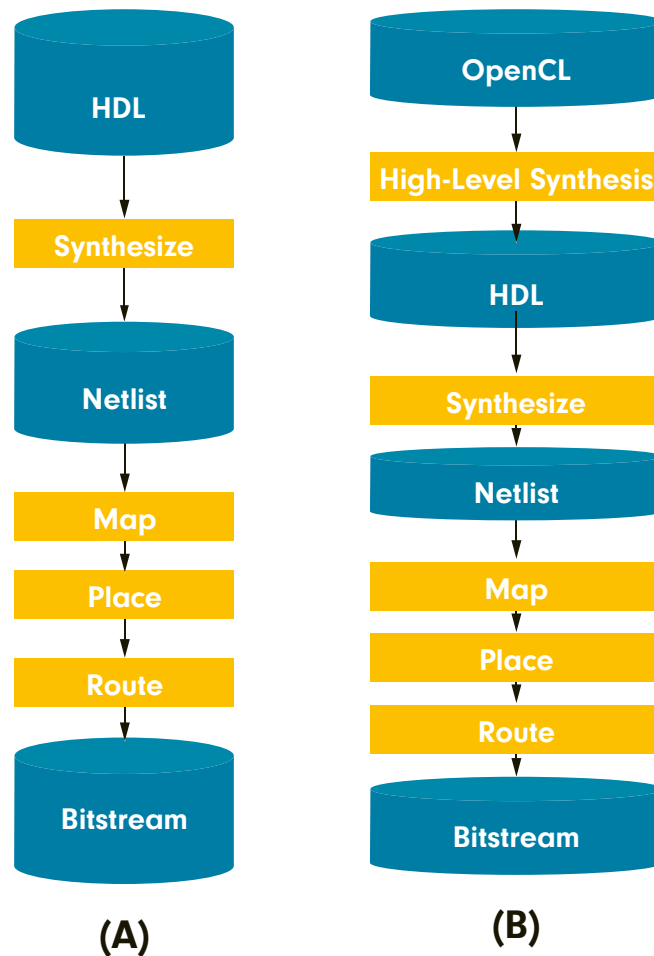 HDL
Synthesize
Netlist
Map
Place
Route
Bitstream
(A)
OpenCL
High-Level Synthesis
HDL
Synthesize
Netlist
Map
Place
Route
Bitstream
(B)